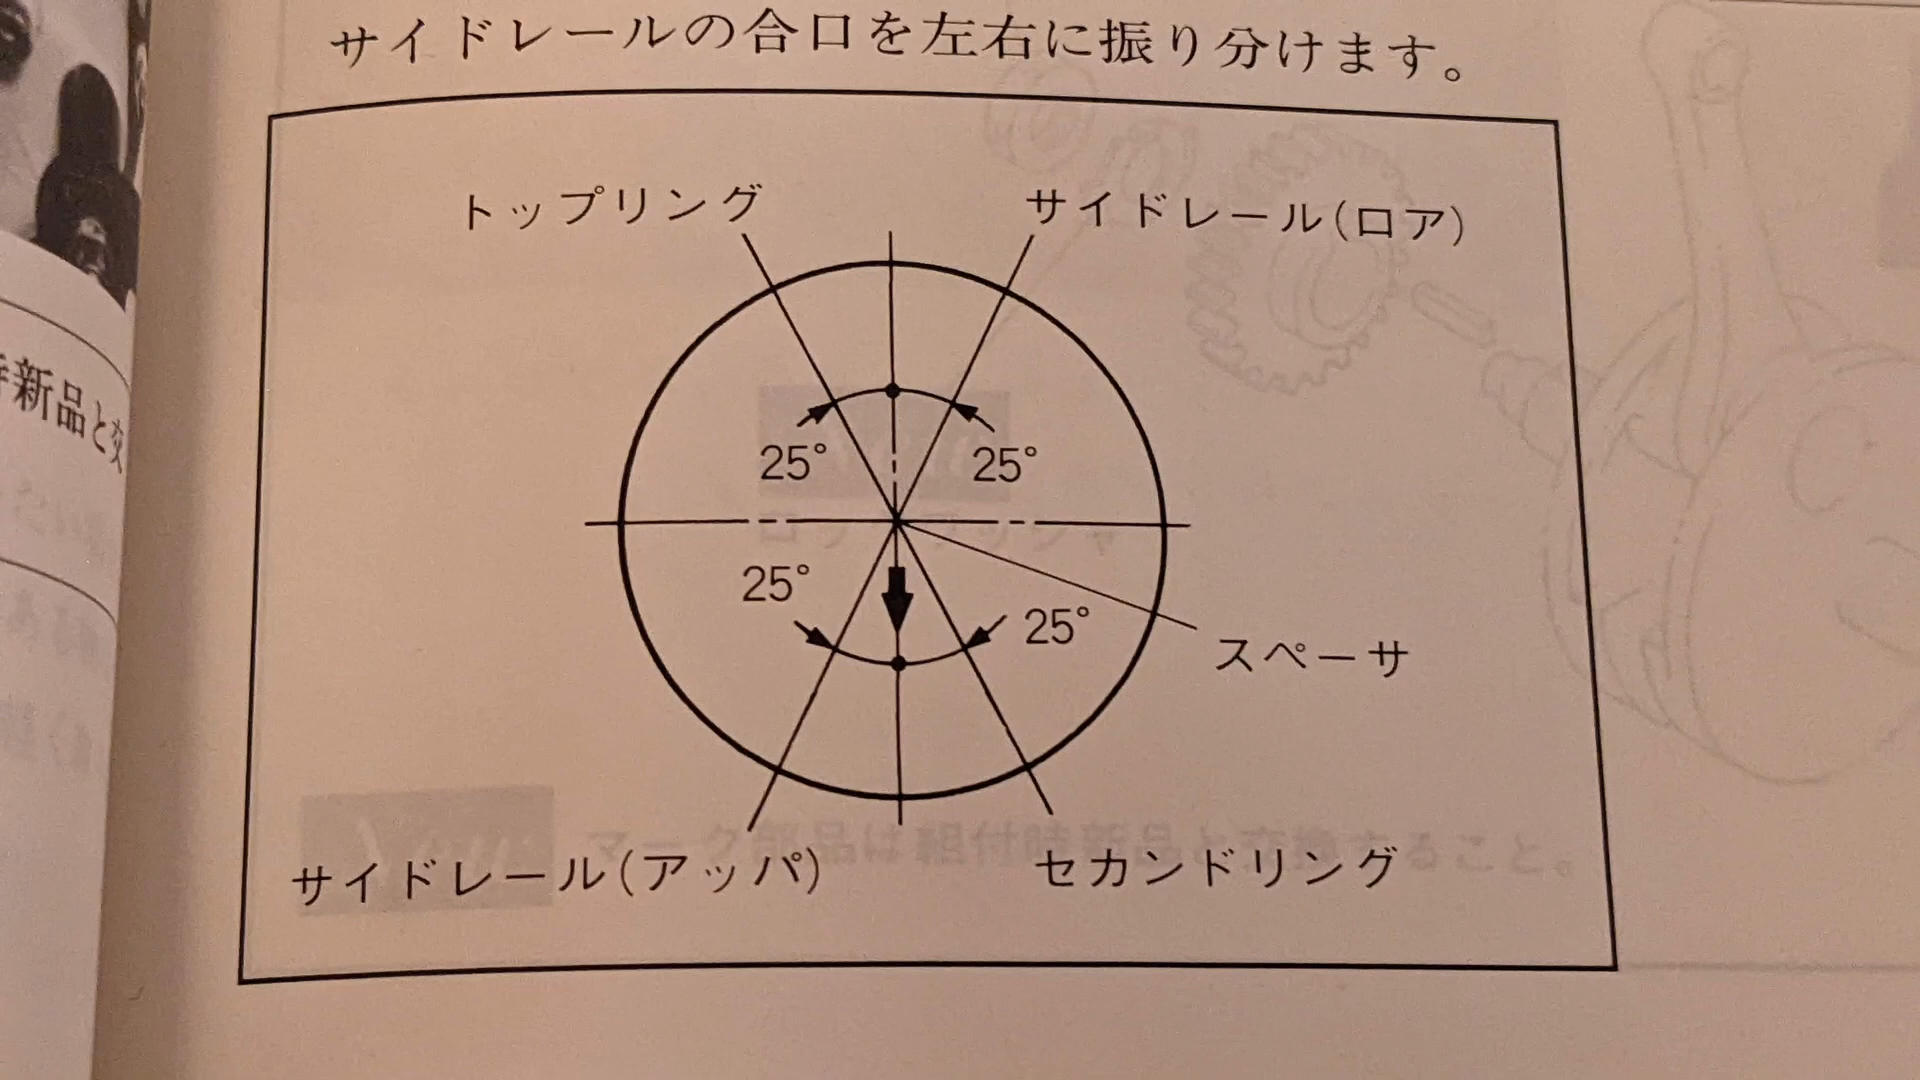 サイドレールの合口を左右に振り分けます。
トップリング
サイドレール(ロア)
25°
25°
25°
25°
スペーサ
サイドレール(アッパ)
セカンドリング
新品と交
マーク部品は組付時新品と交換すること。